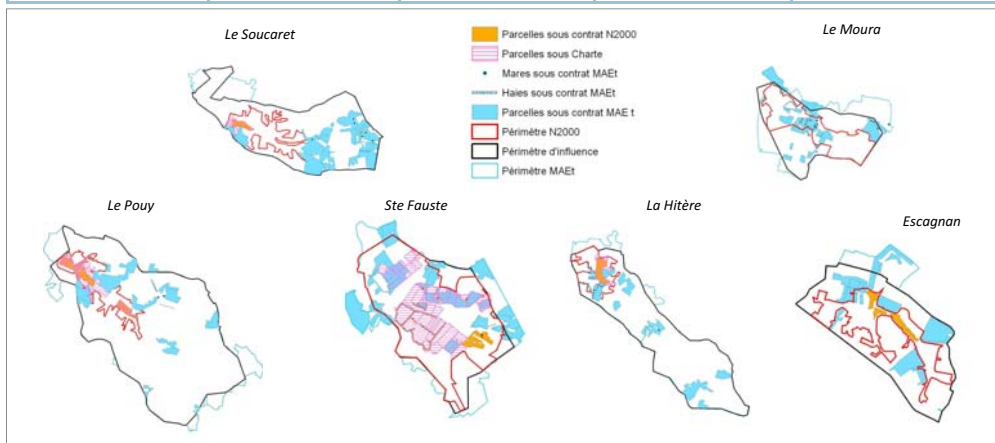 Le Soucaret
Parcelles sous contrat N2000
Parcelles sous Charte
Mares sous contrat MAEt
Haies sous contrat MAEt
Parcelles sous contrat MAE t
Périmètre N2000
Périmètre d'influence
Périmètre MAEt
Le Moura
Le Pouy
Ste Fauste
La Hitère
Escagnan